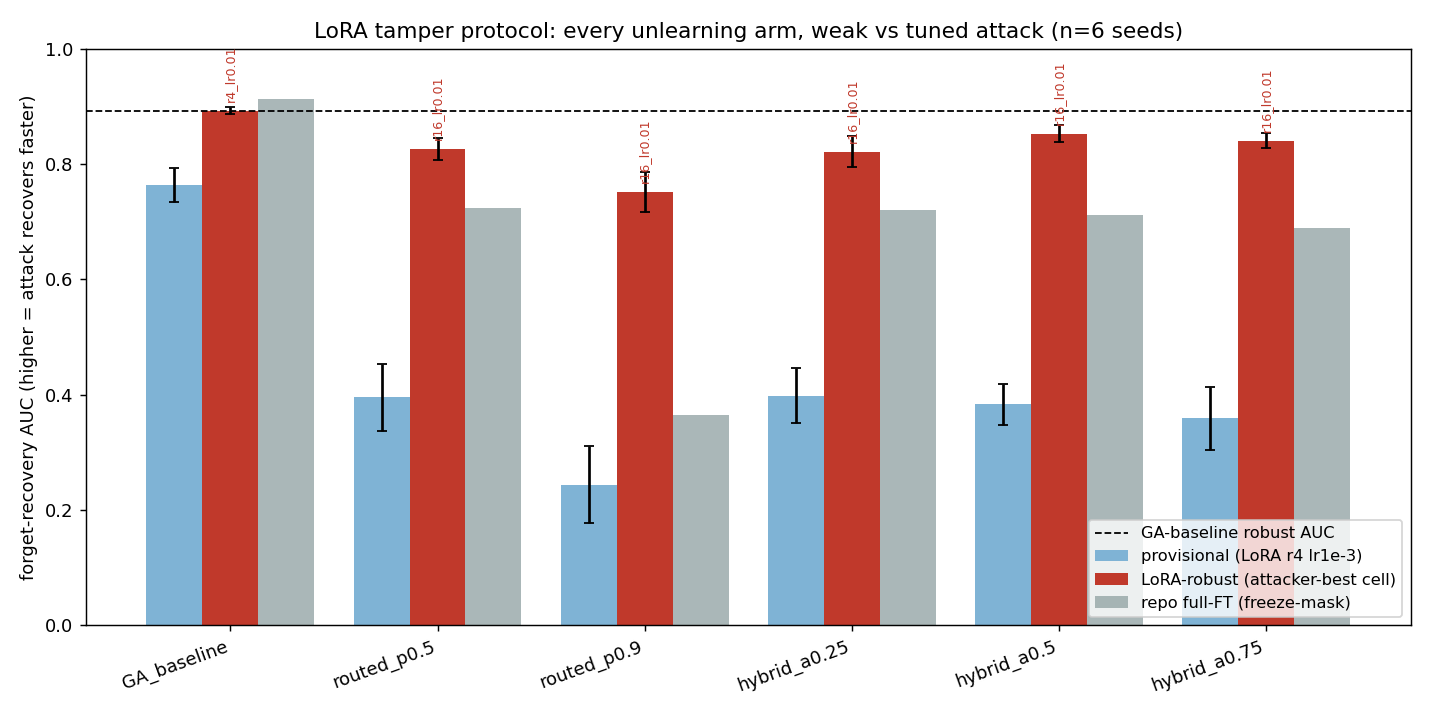 LoRA tamper protocol: every unlearning arm, weak vs tuned attack (n=6 seeds)
forget-recovery AUC (higher = attack recovers faster)
1.0
0.8
0.6
0.4
0.2
0.0
r4_lr0.01
r16_lr0.01
r16_lr0.01
r16_lr0.01
r16_lr0.01
r16_lr0.01
GA_baseline
routed_p0.5
routed_p0.9
hybrid_a0.25
hybrid_a0.5
hybrid_a0.75
GA-baseline robust AUC
provisional (LoRA r4 lr1e-3)
LoRA-robust (attacker-best cell)
repo full-FT (freeze-mask)